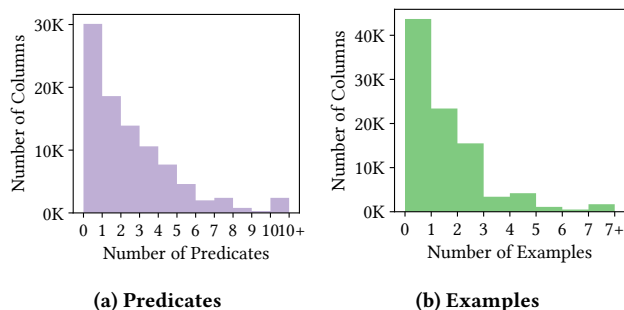 30K
20K
10K
0K
Number of Columns
0 1 2 3 4 5 6 7 8 9 10 10+
Number of Predicates
(a) Predicates
40K
30K
20K
10K
0K
Number of Columns
0 1 2 3 4 5 6 7 7+
Number of Examples
(b) Examples